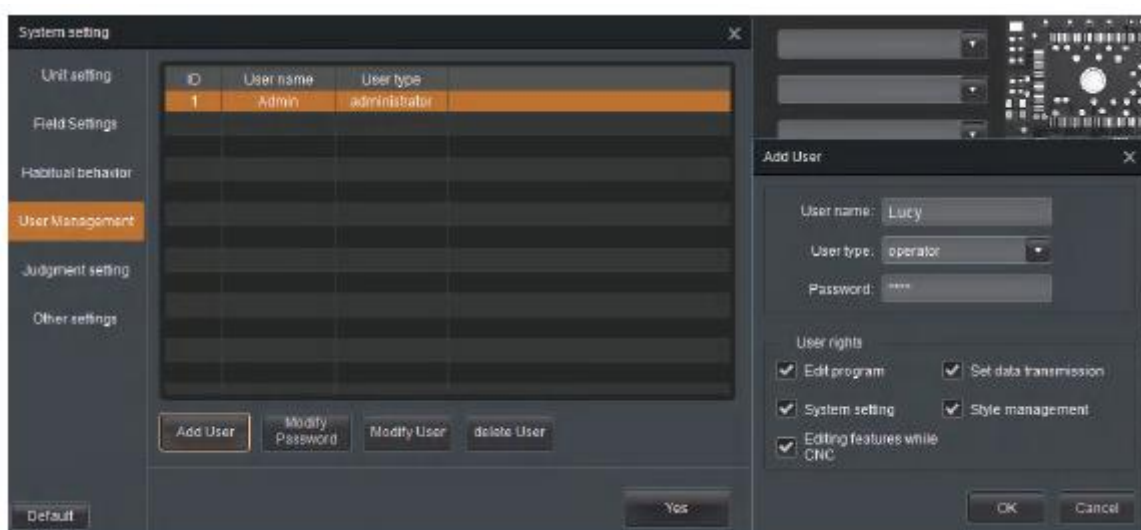 System setting
Unit setting
Field Settings
Habitual behavior
User Management
Judgment setting
Other settings
Default
ID User name User type
1 Admin administrator
Add User
Modify Password
Modify User
delete User
Yes
Add User
User name: Lucy
User type: operator
Password: ****
User rights
Edit program
Set data transmission
System setting
Style management
Editing features while
CNC
OK
Cancel